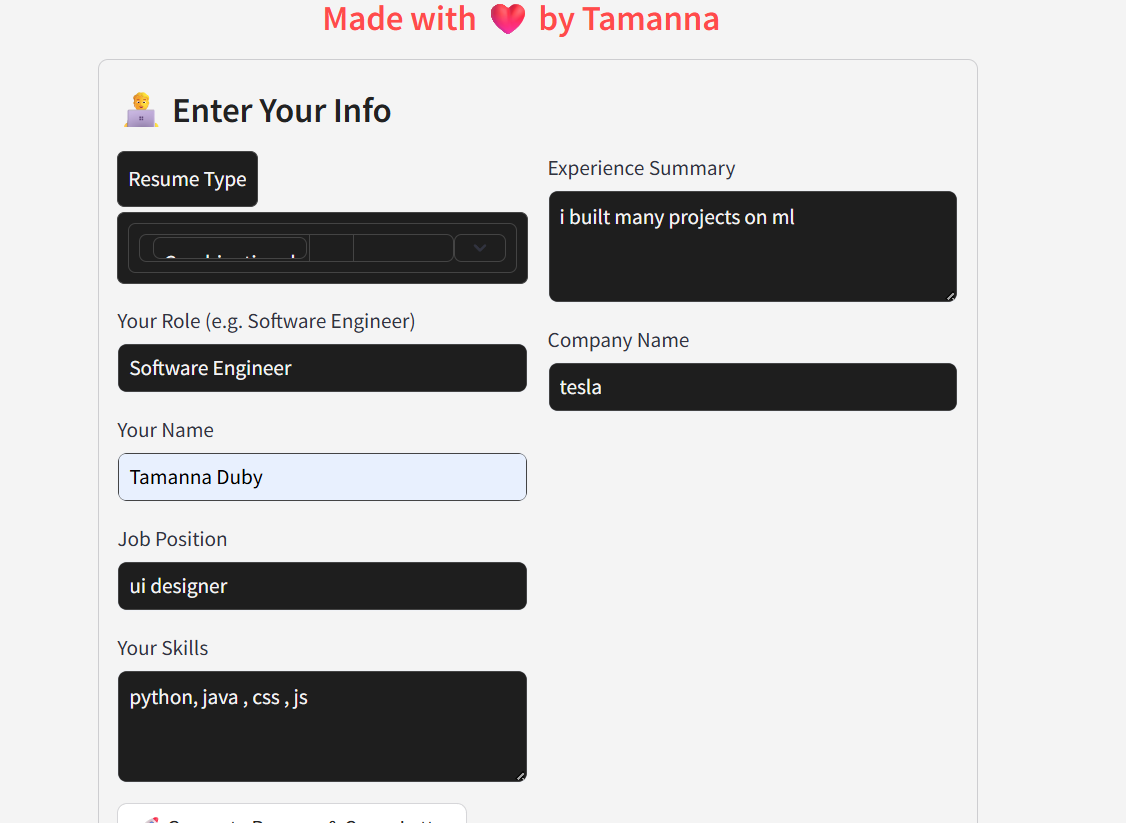 Made with ❤️ by Tamanna
Enter Your Info
Resume Type
Your Role (e.g. Software Engineer)
Software Engineer
Your Name
Tamanna Duby
Job Position
ui designer
Your Skills
python, java , css , js
Experience Summary
i built many projects on ml
Company Name
tesla